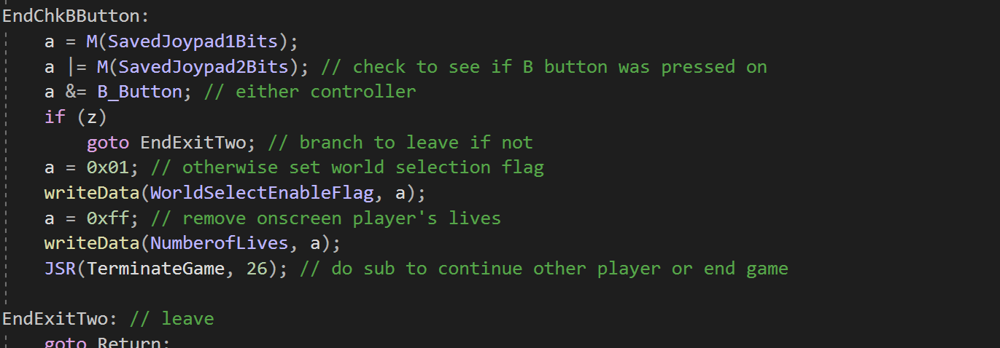 EndChkBButton:
    a = M(SavedJoypad1Bits);
    a |= M(SavedJoypad2Bits); // check to see if B button was pressed on
    a &= B_Button; // either controller
    if (z)
        goto EndExitTwo; // branch to leave if not
    a = 0x01; // otherwise set world selection flag
    writeData(WorldSelectEnableFlag, a);
    a = 0xff; // remove onscreen player's lives
    writeData(NumberofLives, a);
    JSR(TerminateGame, 26); // do sub to continue other player or end game
EndExitTwo: // leave
    goto Return;